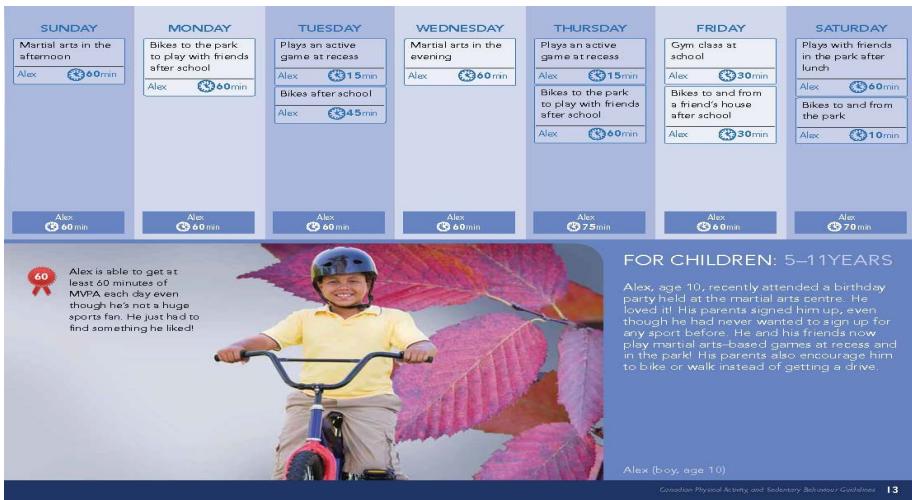 SUNDAY
Martial arts in the
afternoon
Alex 60min
Alex
60min
MONDAY
Bikes to the park
to play with friends
after school
Alex 60min
Alex
60min
TUESDAY
Plays an active
game at recess
Alex 15min
Bikes after school
Alex 45min
Alex
60min
WEDNESDAY
Martial arts in the
evening
Alex 60min
Alex
60min
THURSDAY
Plays an active
game at recess
Alex 15min
Bikes to the park
to play with friends
after school
Alex 60min
Alex
75min
FRIDAY
Gym class at
school
Alex 30min
Bikes to and from
a friend's house
after school
Alex 30min
Alex
60min
SATURDAY
Plays with friends
in the park after
lunch
Alex 60min
Bikes to and from
the park
Alex 10min
Alex
70min
60
Alex is able to get at
least 60 minutes of
MVPA each day even
though he's not a huge
sports fan. He just had to
find something he liked!
FOR CHILDREN: 5–11YEARS
Alex, age 10, recently attended a birthday
party held at the martial arts centre. He
loved it! His parents signed him up, even
though he had never wanted to sign up for
any sport before. He and his friends now
play martial arts–based games at recess and
in the park! His parents also encourage him
to bike or walk instead of getting a drive.
Alex (boy, age 10)
Canadian Physical Activity, and Sedentary Behaviour Guidelines 13